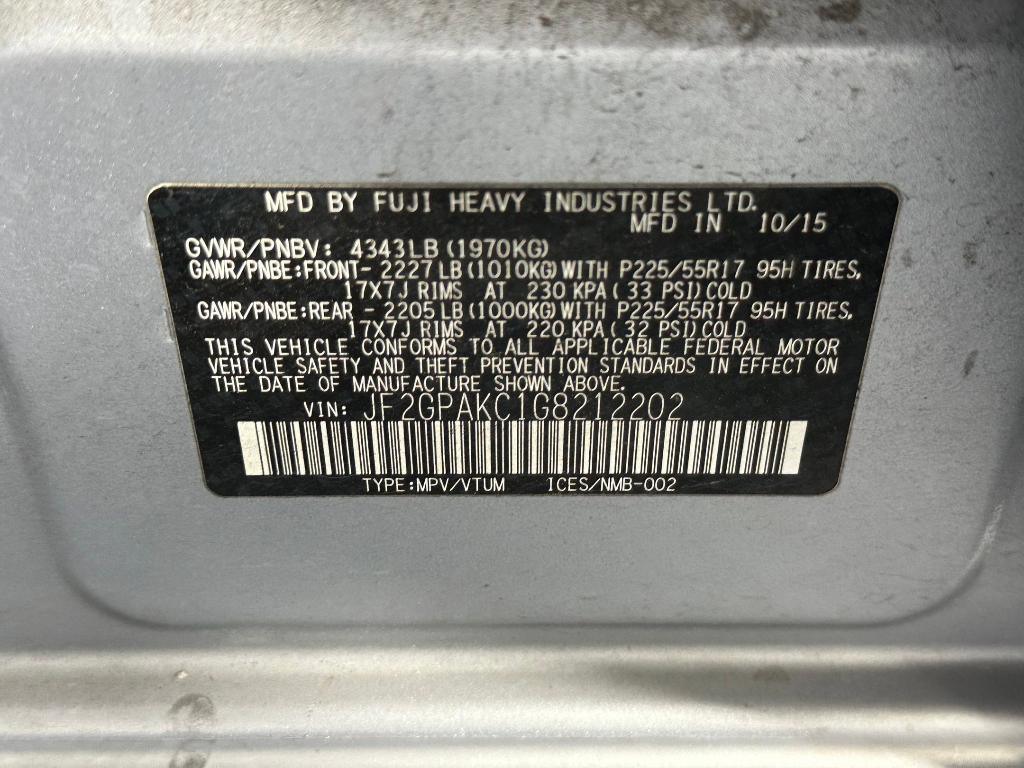 MFD BY FUJI HEAVY INDUSTRIES LTD.
MFD IN 10/15
GVWR/PNBV: 4343LB (1970KG)
GAWR/PNBE:FRONT- 2227LB (1010KG) WITH P225/55R17 95H TIRES,
17X7J RIMS AT 230 KPA (33 PSI) COLD
GAWR/PNBE:REAR - 2205LB (1000KG) WITH P225/55R17 95H TIRES,
17X7J RIMS AT 220 KPA (32 PSI) COLD
THIS VEHICLE CONFORMS TO ALL APPLICABLE FEDERAL MOTOR
VEHICLE SAFETY AND THEFT PREVENTION STANDARDS IN EFFECT ON
THE DATE OF MANUFACTURE SHOWN ABOVE.
VIN: JF2GPAKC1G8212202
TYPE:MPV/VTUM ICES/NMB-002